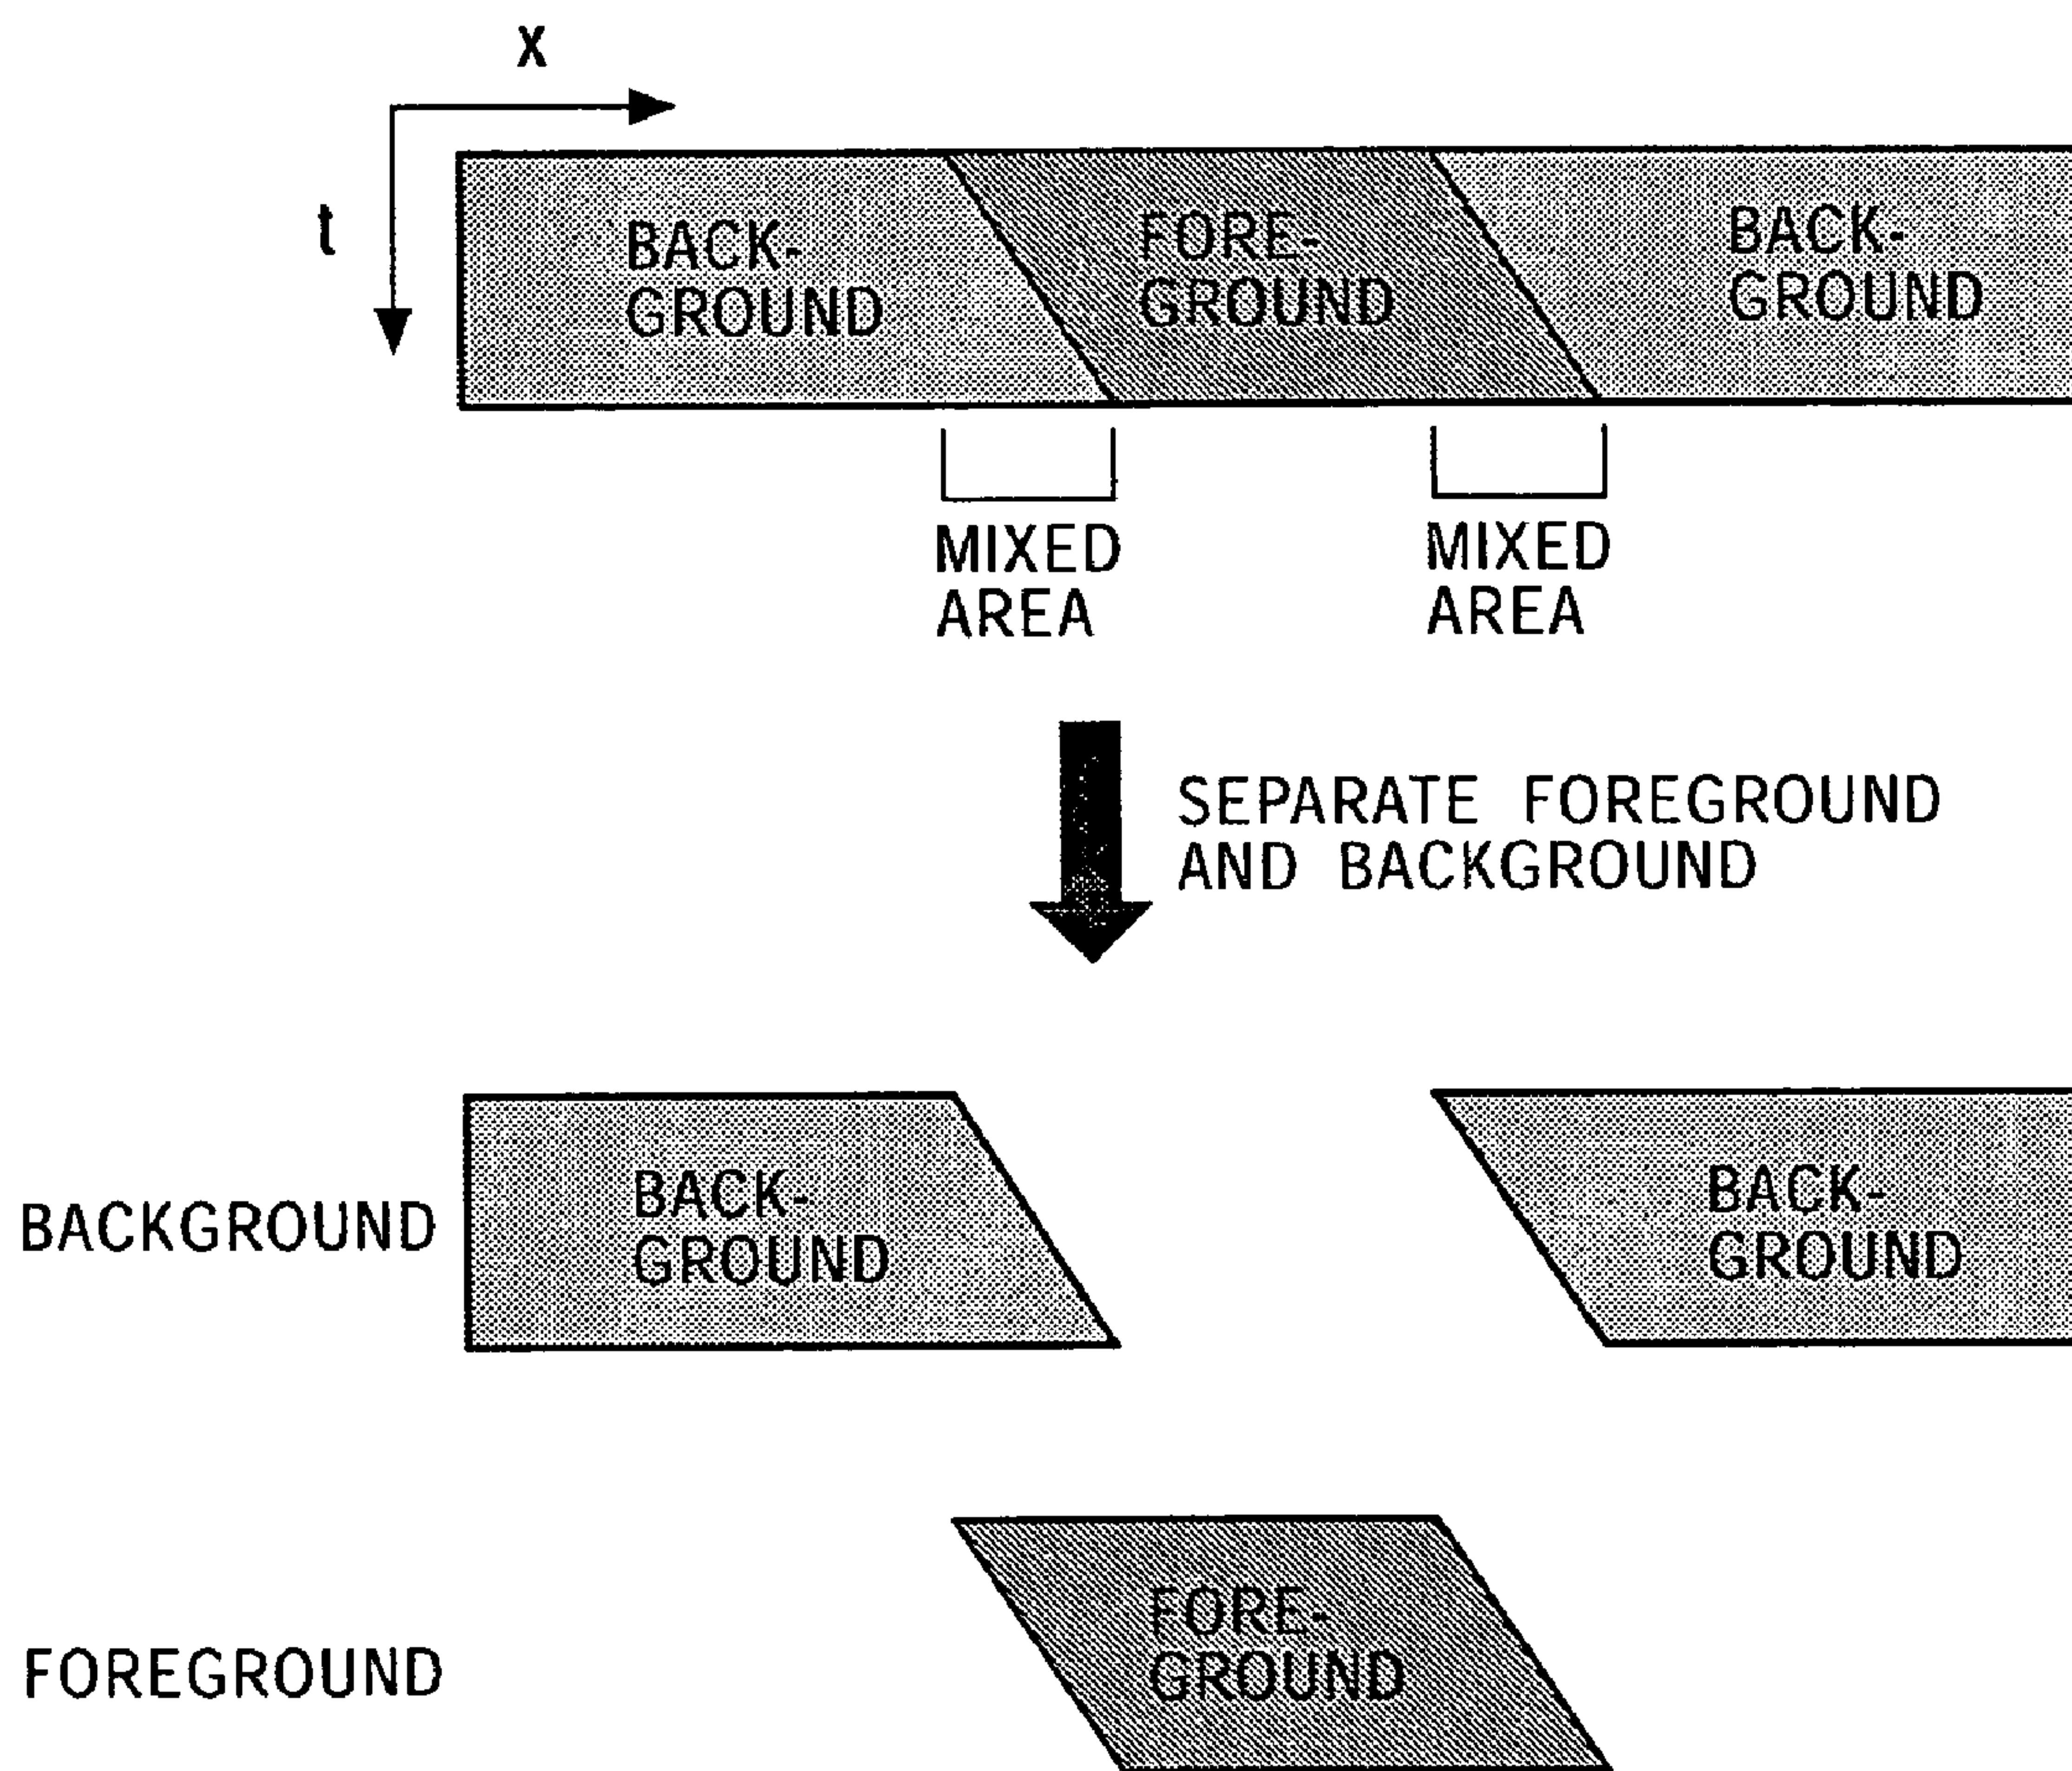 X
t
BACK-
GROUND
FORE-
GROUND
BACK-
GROUND
MIXED
AREA
MIXED
AREA
SEPARATE FOREGROUND
AND BACKGROUND
BACKGROUND
BACK-
GROUND
BACK-
GROUND
FOREGROUND
FORE-
GROUND